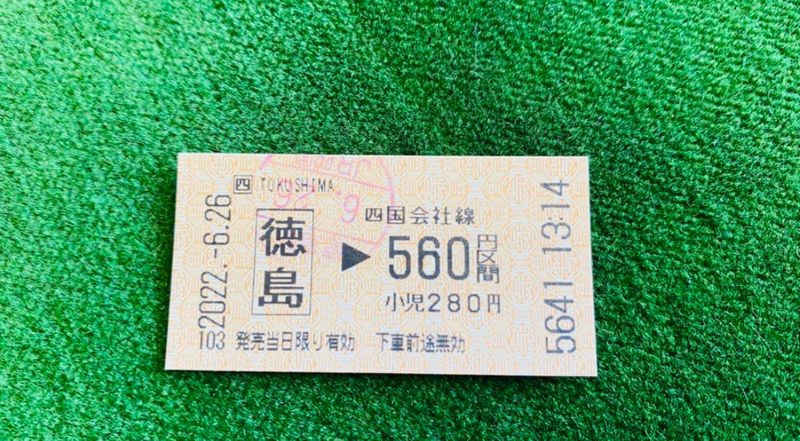 四 TOKUSHIMA
徳島
▶
四国会社線
560円区間
小児280円
2022.-6.26
103 発売当日限り有効 下車前途無効
5641 13:14
6.26